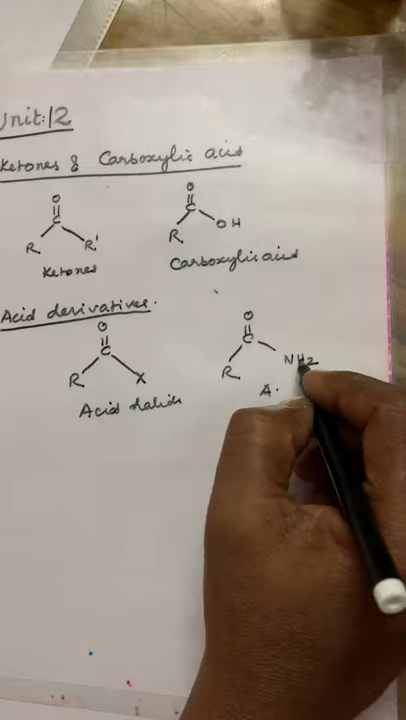 Unit:12
Ketones & Carboxylic acid
O O
C C
R R' R OH
Ketones Carboxylic acid
Acid derivatives.
O O
C C
R X R NH2
Acid halide A.